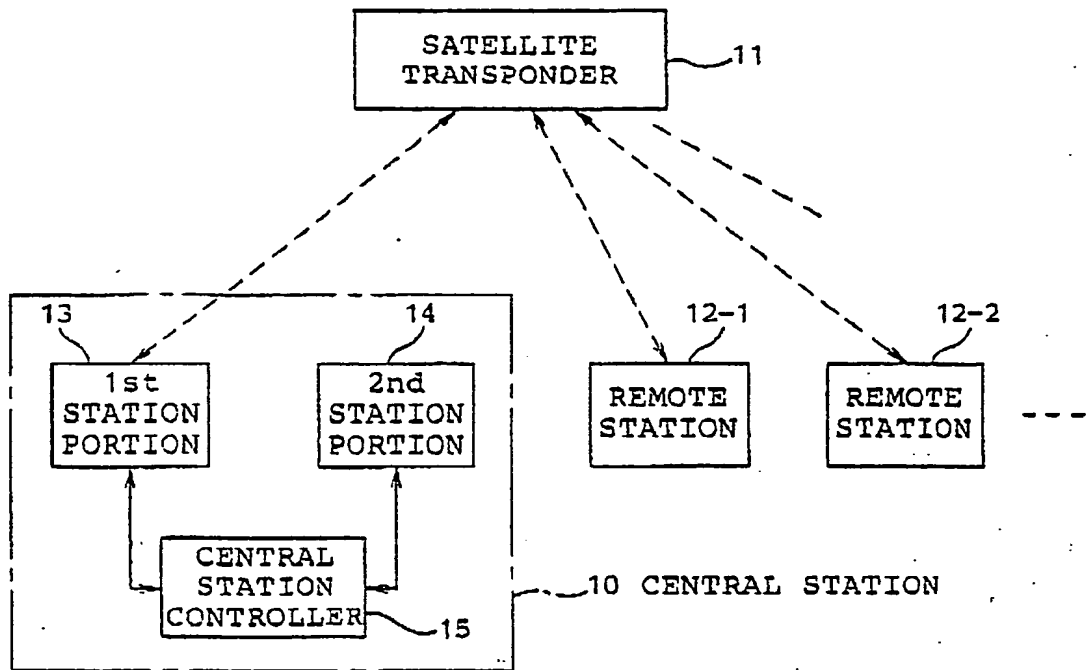 SATELLITE
TRANSPONDER
11
13
14
12-1
12-2
1st
STATION
PORTION
2nd
STATION
PORTION
REMOTE
STATION
REMOTE
STATION
CENTRAL
STATION
CONTROLLER
15
10 CENTRAL STATION